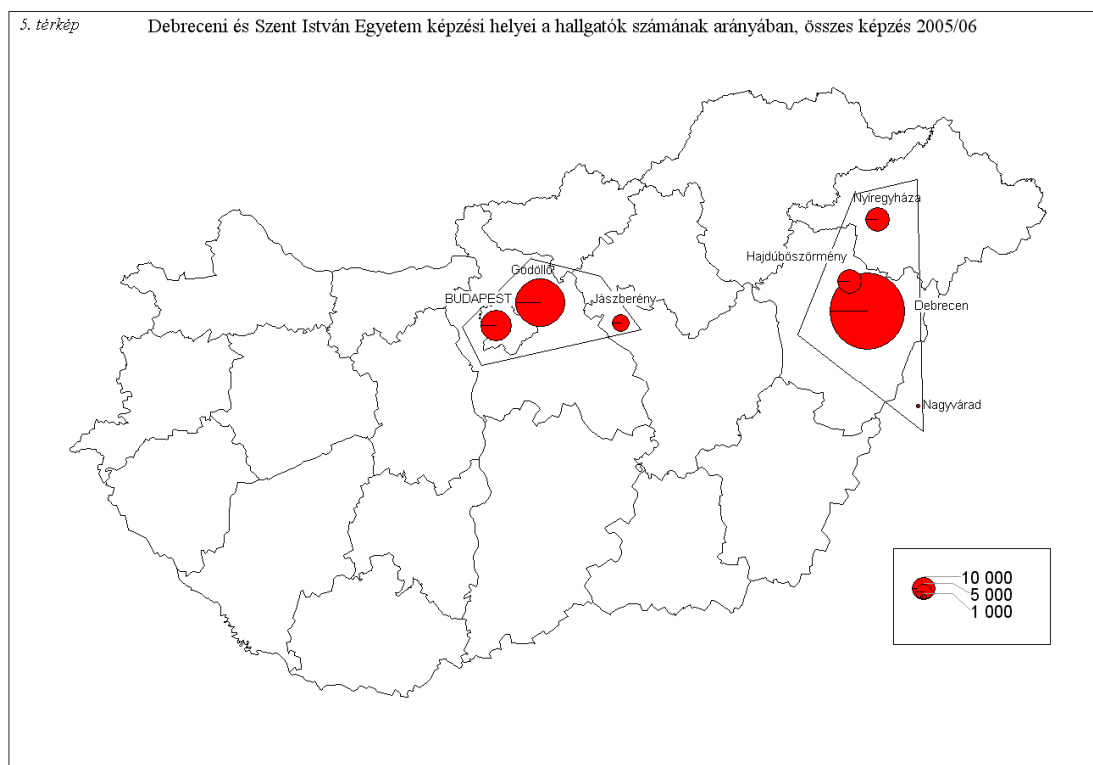 5. térkép
Debreceni és Szent István Egyetem képzési helyei a hallgatók számának arányában, összes képzés 2005/06
Nyíregyháza
Hajdúböszörmény
Gödöllő
BUDAPEST
Jászberény
Debrecen
Nagyvárad
10 000
5 000
1 000